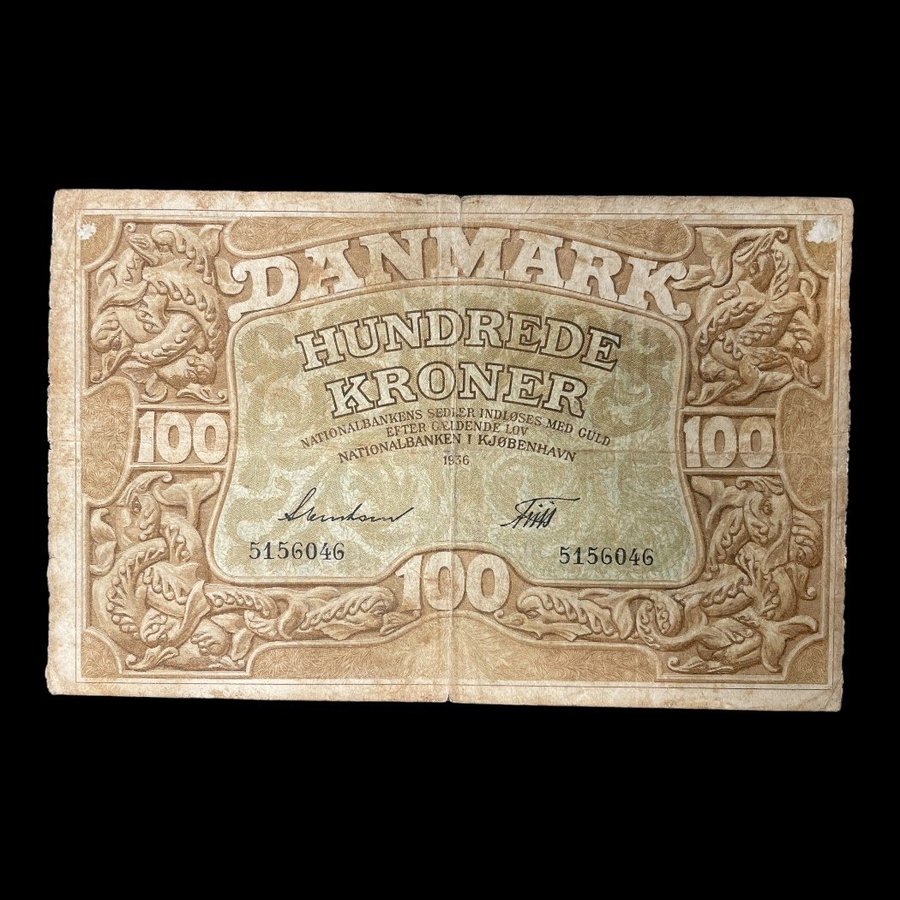 DANMARK
HUNDREDE
KRONER
NATIONALBANKENS SEDLER INDLØSES MED GULD
EFTER GÆLDENDE LOV
NATIONALBANKEN I KJØBENHAVN
1936
100 100
5156046 5156046
100